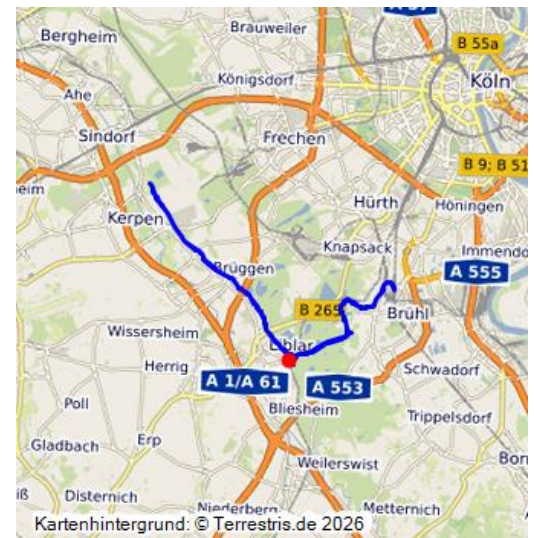 Brauweiler
Bergheim
B 55a
Königsdorf
Köln
Ahe
Frechen
Sindorf
B 9; B 51
Hürth
Höningen
Kerpen
Knapsack
Immendo
Brüggen
A 555
B 265
Brühl
Wissersheim
Liblar
Herrig
A 1/A 61
A 553
Schwadorf
Poll
Bliesheim
Trippelsdorf
Gladbach
Erp
Weilerswist
Bon
Disternich
Niederberg
Metternich
Kartenhintergrund: © Terrestris.de 2026